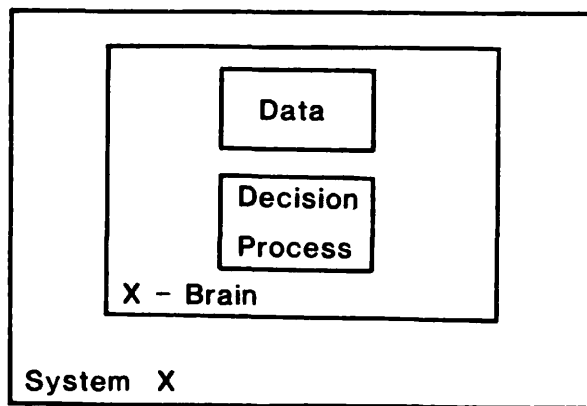 Data
Decision
Process
X - Brain
System X